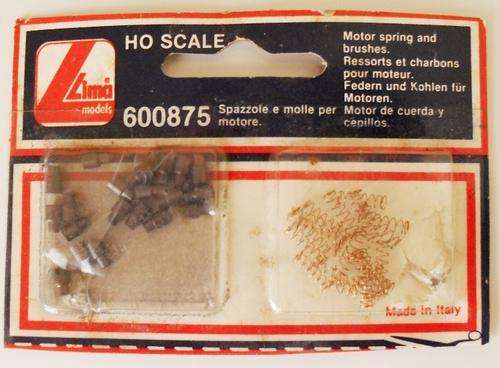 Lima
models
HO SCALE
600875
Spazzole e molle per
motore.
Motor spring and
brushes.
Ressorts et charbons
pour moteur.
Federn und Kohlen für
Motoren.
Motor de cuerda y
cepillos.
Made in Italy